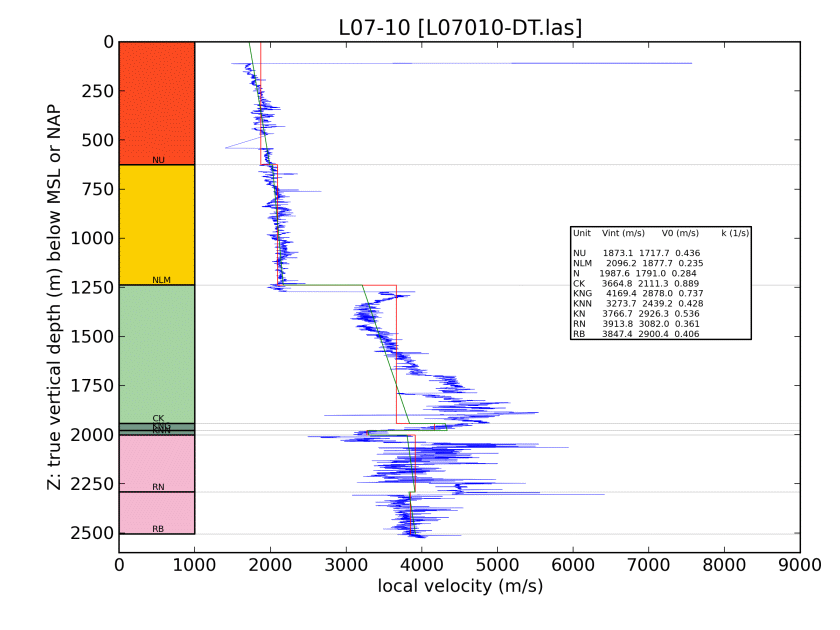 L07-10 [L07010-DT.las]
Z: true vertical depth (m) below MSL or NAP
0
250
500
750
1000
1250
1500
1750
2000
2250
2500
NU
NLM
CK
KNG
KNN
RN
RB
Unit Vint (m/s) V0 (m/s) k (1/s)
NU 1873.1 1717.7 0.436
NLM 2096.2 1877.7 0.235
N 1987.6 1791.0 0.284
CK 3664.8 2111.3 0.889
KNG 4169.4 2878.0 0.737
KNN 3273.7 2439.2 0.428
KN 3766.7 2926.3 0.536
RN 3913.8 3082.0 0.361
RB 3847.4 2900.4 0.406
0 1000 2000 3000 4000 5000 6000 7000 8000 9000
local velocity (m/s)